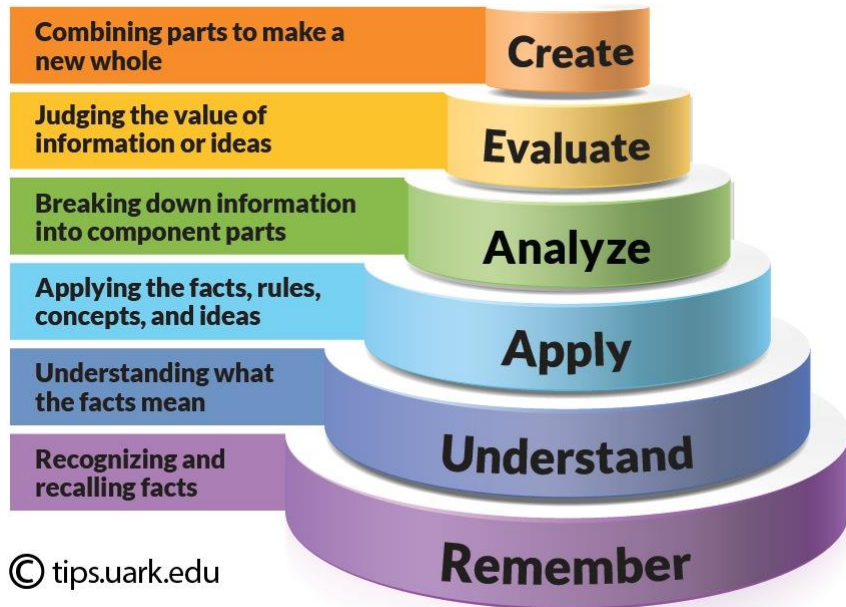 Combining parts to make a
new whole
Create
Judging the value of
information or ideas
Evaluate
Breaking down information
into component parts
Analyze
Applying the facts, rules,
concepts, and ideas
Apply
Understanding what
the facts mean
Understand
Recognizing and
recalling facts
Remember
© tips.uark.edu